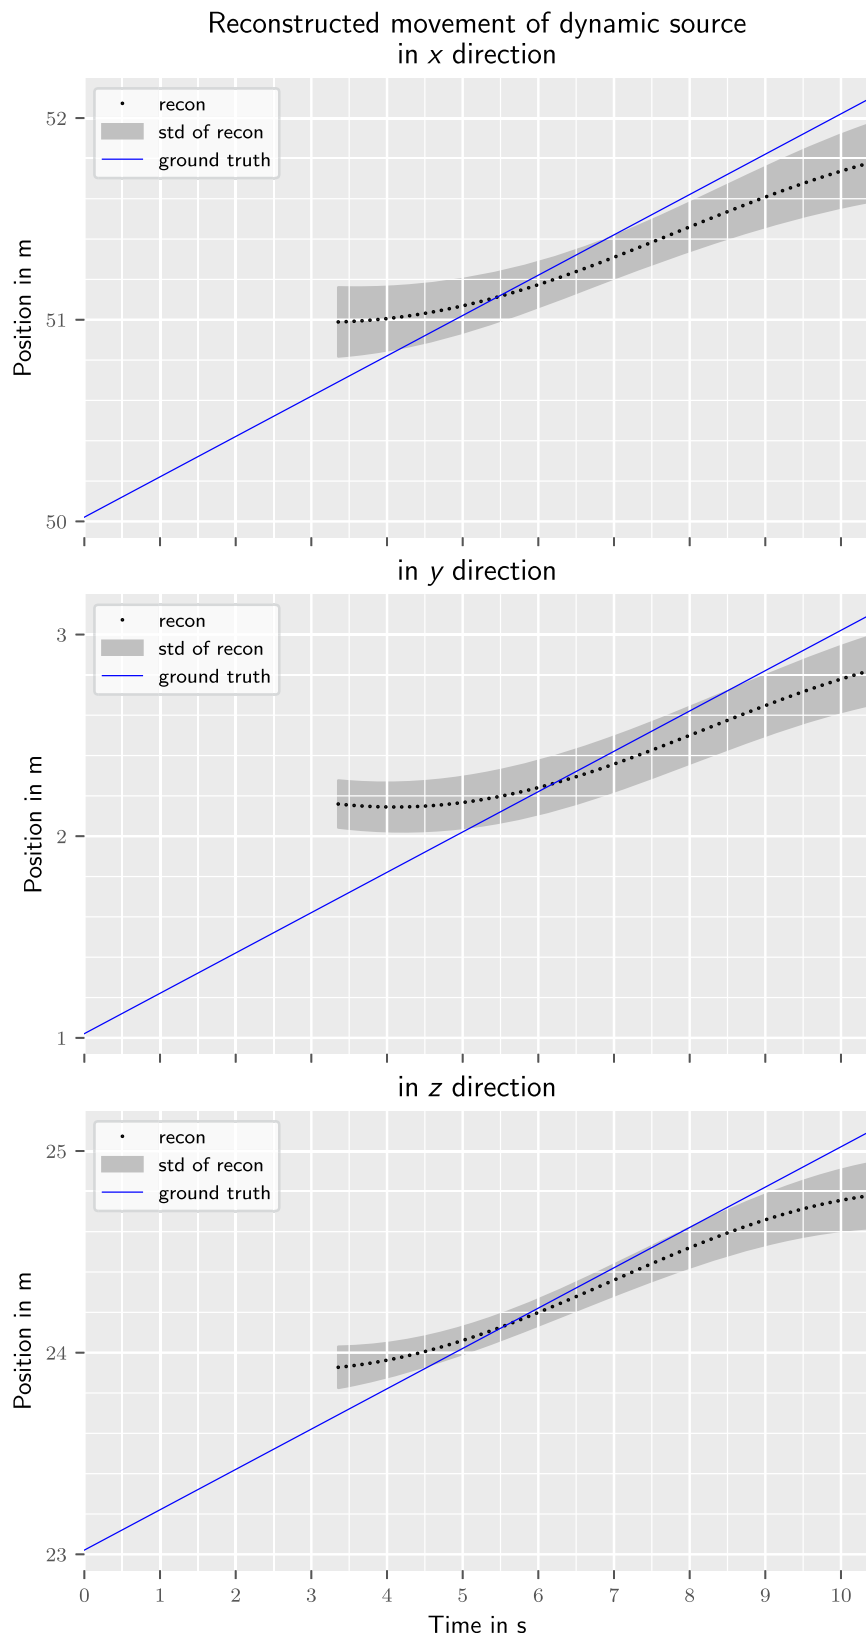 Reconstructed movement of dynamic source
in x direction
recon
std of recon
ground truth
52
51
50
Position in m
in y direction
recon
std of recon
ground truth
3
2
1
Position in m
in z direction
recon
std of recon
ground truth
25
24
23
Position in m
0 1 2 3 4 5 6 7 8 9 10
Time in s